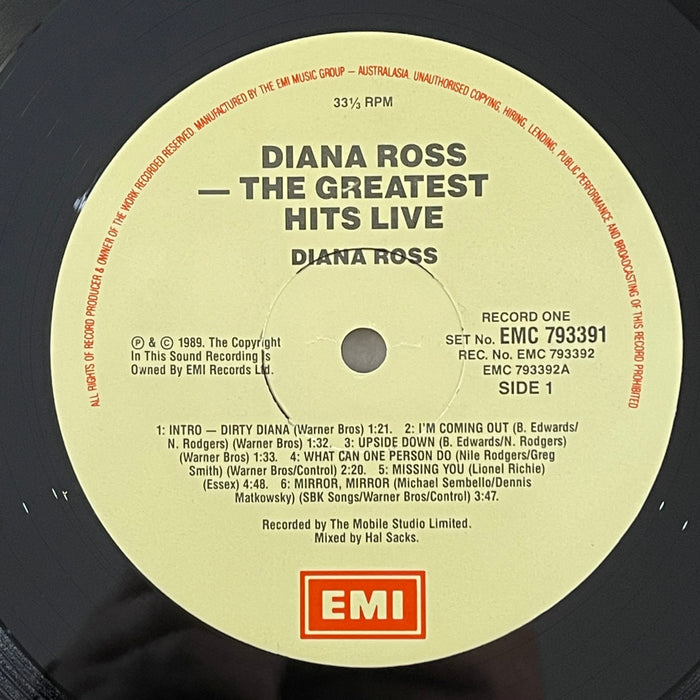 ALL RIGHTS OF RECORD PRODUCER & OWNER OF THE WORK RECORDED RESERVED. MANUFACTURED BY THE EMI MUSIC GROUP — AUSTRALASIA. UNAUTHORISED COPYING, HIRING, LENDING, PUBLIC PERFORMANCE AND BROADCASTING OF THIS RECORD PROHIBITED
33⅓ RPM
DIANA ROSS
— THE GREATEST
HITS LIVE
DIANA ROSS
RECORD ONE
SET No. EMC 793391
REC. No. EMC 793392
EMC 793392A
SIDE 1
Ⓟ & © 1989. The Copyright
In This Sound Recording Is
Owned By EMI Records Ltd.
1: INTRO — DIRTY DIANA (Warner Bros) 1:21. 2: I'M COMING OUT (B. Edwards/
N. Rodgers) (Warner Bros) 1:32. 3: UPSIDE DOWN (B. Edwards/N. Rodgers)
(Warner Bros) 1:33. 4: WHAT CAN ONE PERSON DO (Nile Rodgers/Greg
Smith) (Warner Bros/Control) 2:20. 5: MISSING YOU (Lionel Richie)
(Essex) 4:48. 6: MIRROR, MIRROR (Michael Sembello/Dennis
Matkowsky) (SBK Songs/Warner Bros/Control) 3:47.
Recorded by The Mobile Studio Limited.
Mixed by Hal Sacks.
EMI